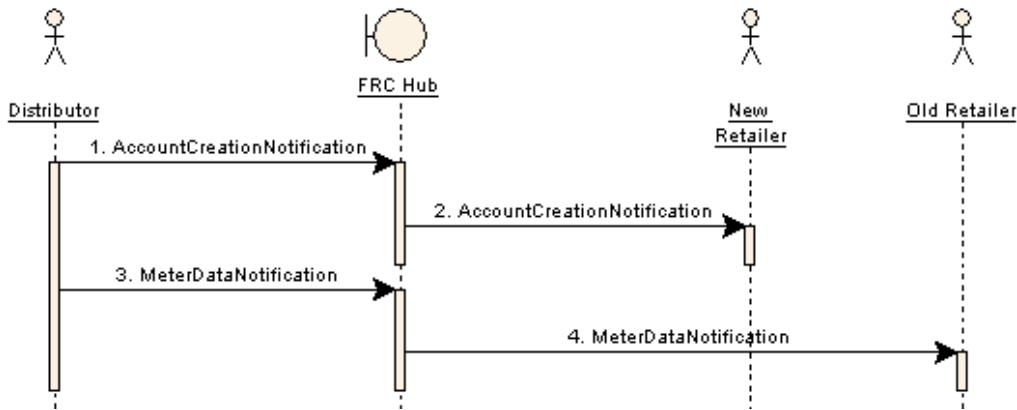 FRC Hub
Distributor
New
Retailer
Old Retailer
1. AccountCreationNotification
2. AccountCreationNotification
3. MeterDataNotification
4. MeterDataNotification